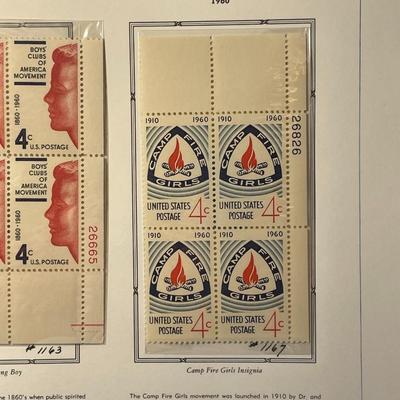 1960
BOYS'
CLUBS OF
AMERICA
MOVEMENT
1860-1960
4c
U.S. POSTAGE
BOYS'
CLUBS OF
AMERICA
MOVEMENT
1860-1960
4c
U.S. POSTAGE
26665
#1163
ng Boy
e 1860's when public spirited
26826
1910 1960
CAMP FIRE
GIRLS
UNITED STATES
POSTAGE 4c
1910 1960
CAMP FIRE
GIRLS
UNITED STATES
POSTAGE 4c
1910 1960
CAMP FIRE
GIRLS
UNITED STATES
POSTAGE 4c
1910 1960
CAMP FIRE
GIRLS
UNITED STATES
POSTAGE 4c
#1167
Camp Fire Girls Insignia
The Camp Fire Girls movement was launched in 1910 by Dr. and